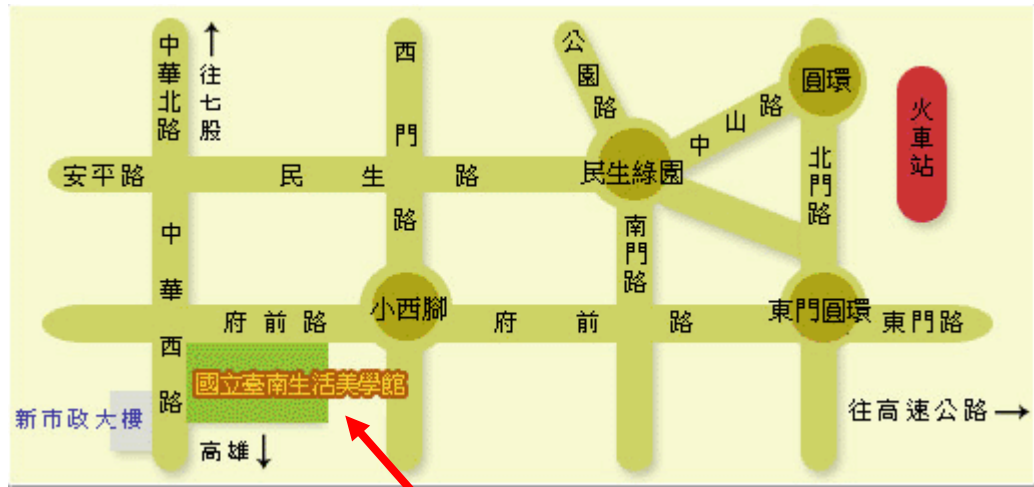 中華北路
往七股
西門路
公園路
圓環
中山路
火車站
安平路
民生路
民生綠園
北門路
南門路
中華西路
府前路
小西腳
府前路
東門圓環
東門路
國立臺南生活美學館
新市政大樓
高雄
往高速公路